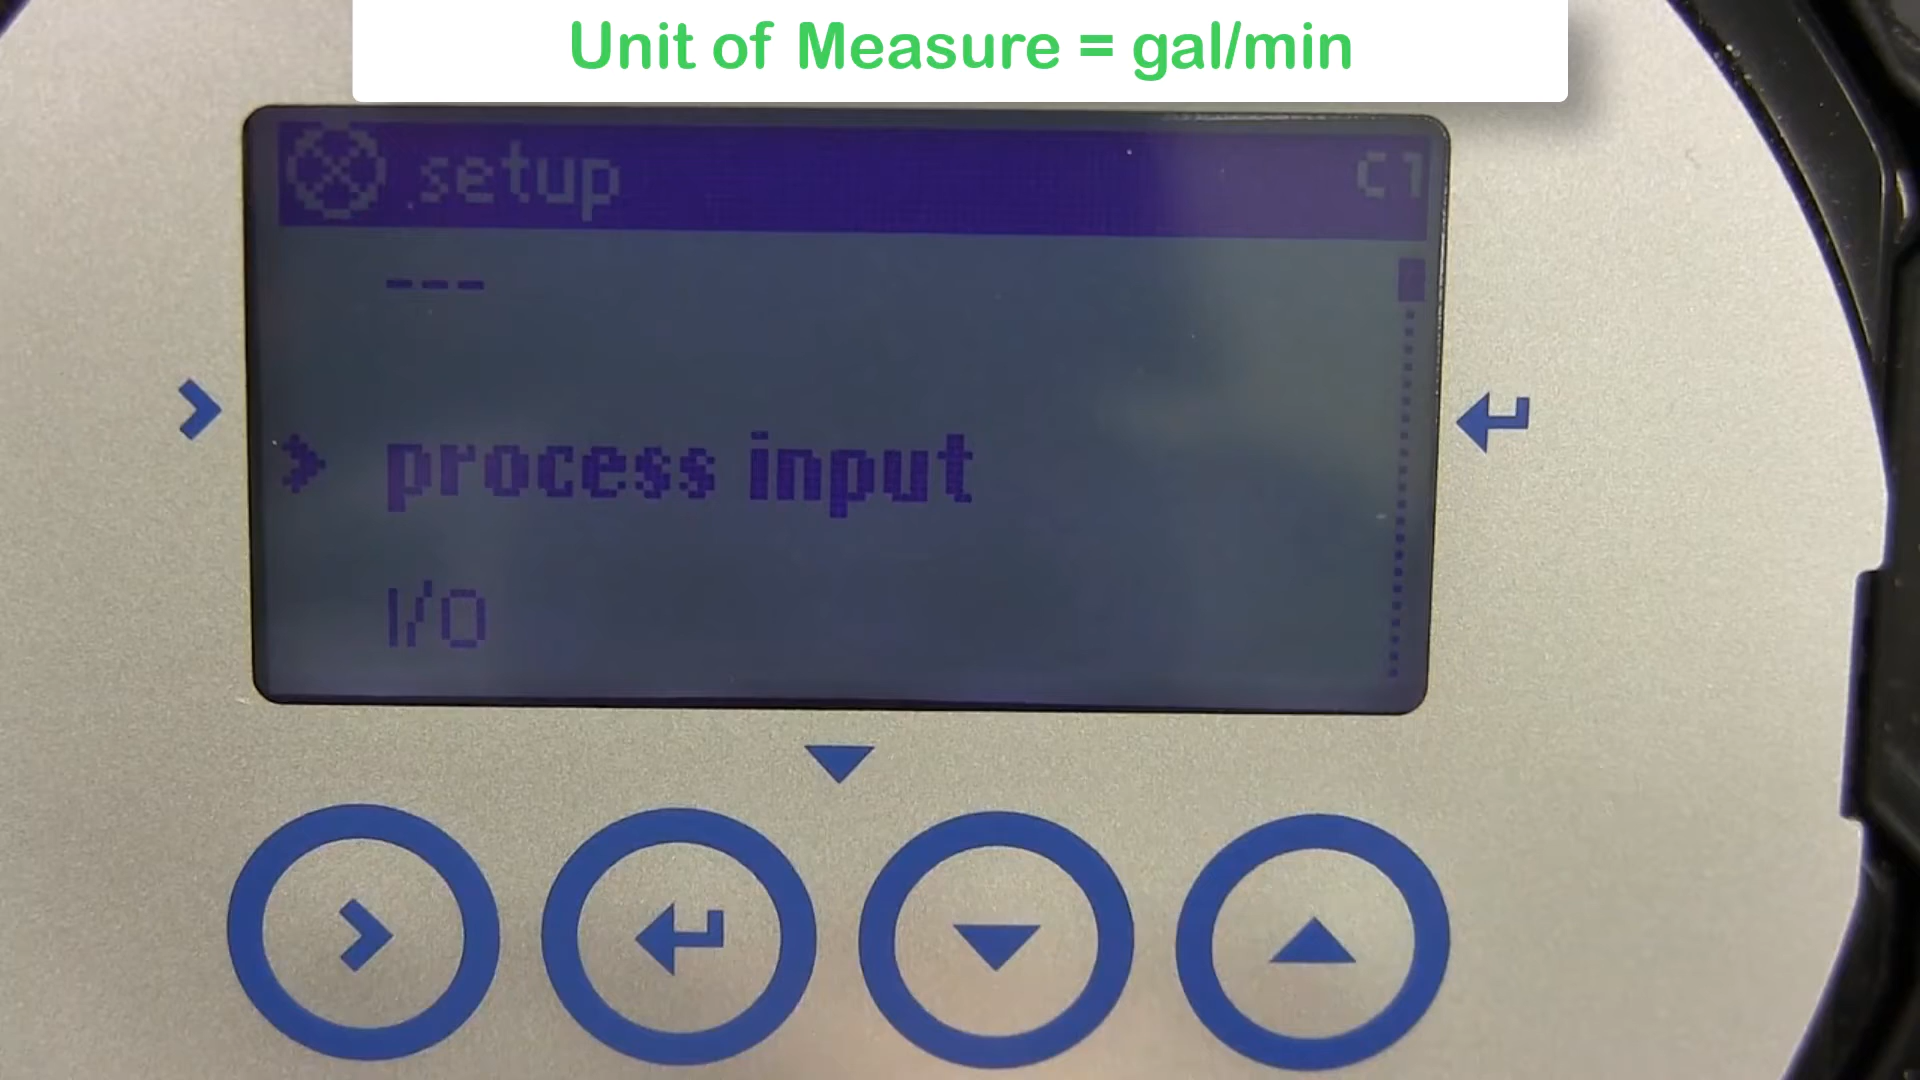 Unit of Measure = gal/min
setup C1
---
> process input
I/O